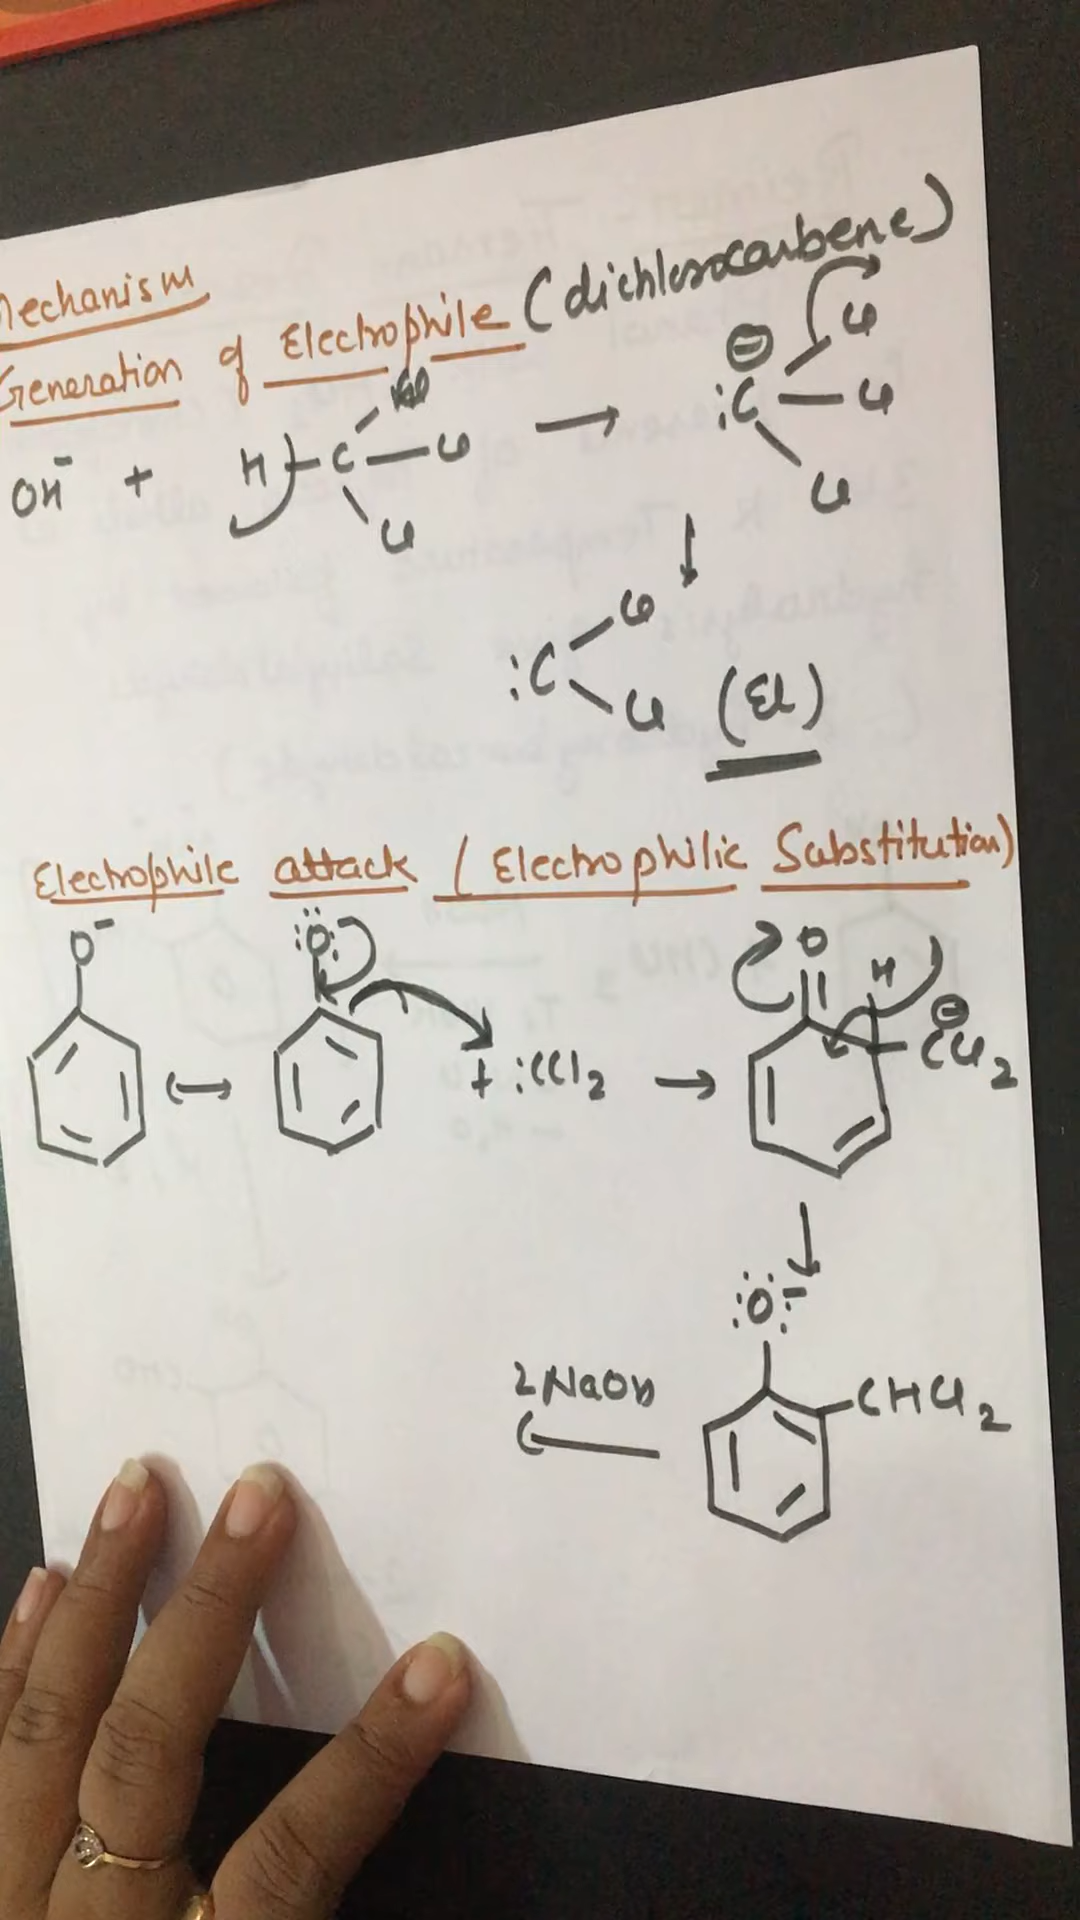 Mechanism
Generation of Electrophile (dichlorocarbene)
OH⁻ + H C Cl Cl → :C ⊖ Cl Cl Cl
↓
:C Cl Cl (El)
Electrophile attack (Electrophilic Substitution)
O⁻ ↔ :Ö:⁻ + :CCl2 → O H ⊖ CCl2
↓
:Ö:⁻
2NaOH CHCl2